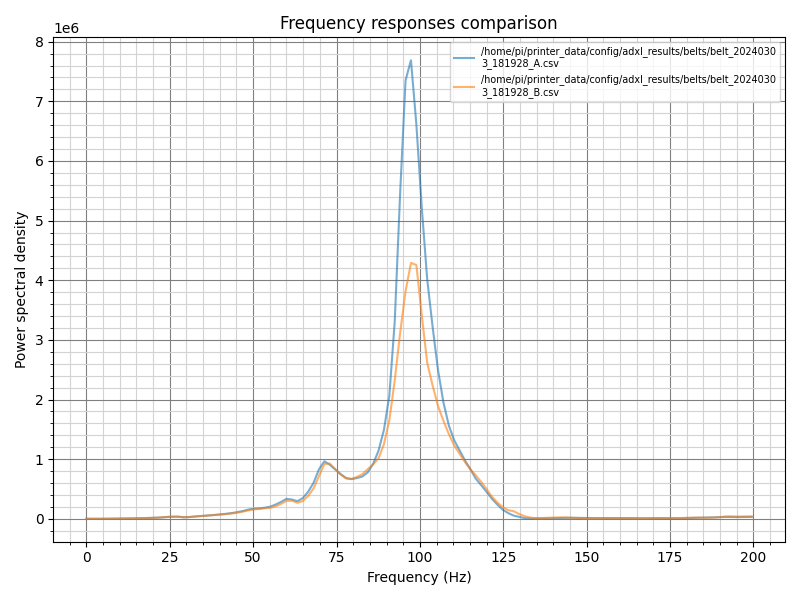 Frequency responses comparison
1e6
/home/pi/printer_data/config/adxl_results/belts/belt_2024030
3_181928_A.csv
/home/pi/printer_data/config/adxl_results/belts/belt_2024030
3_181928_B.csv
8
7
6
5
4
3
2
1
0
Power spectral density
0 25 50 75 100 125 150 175 200
Frequency (Hz)